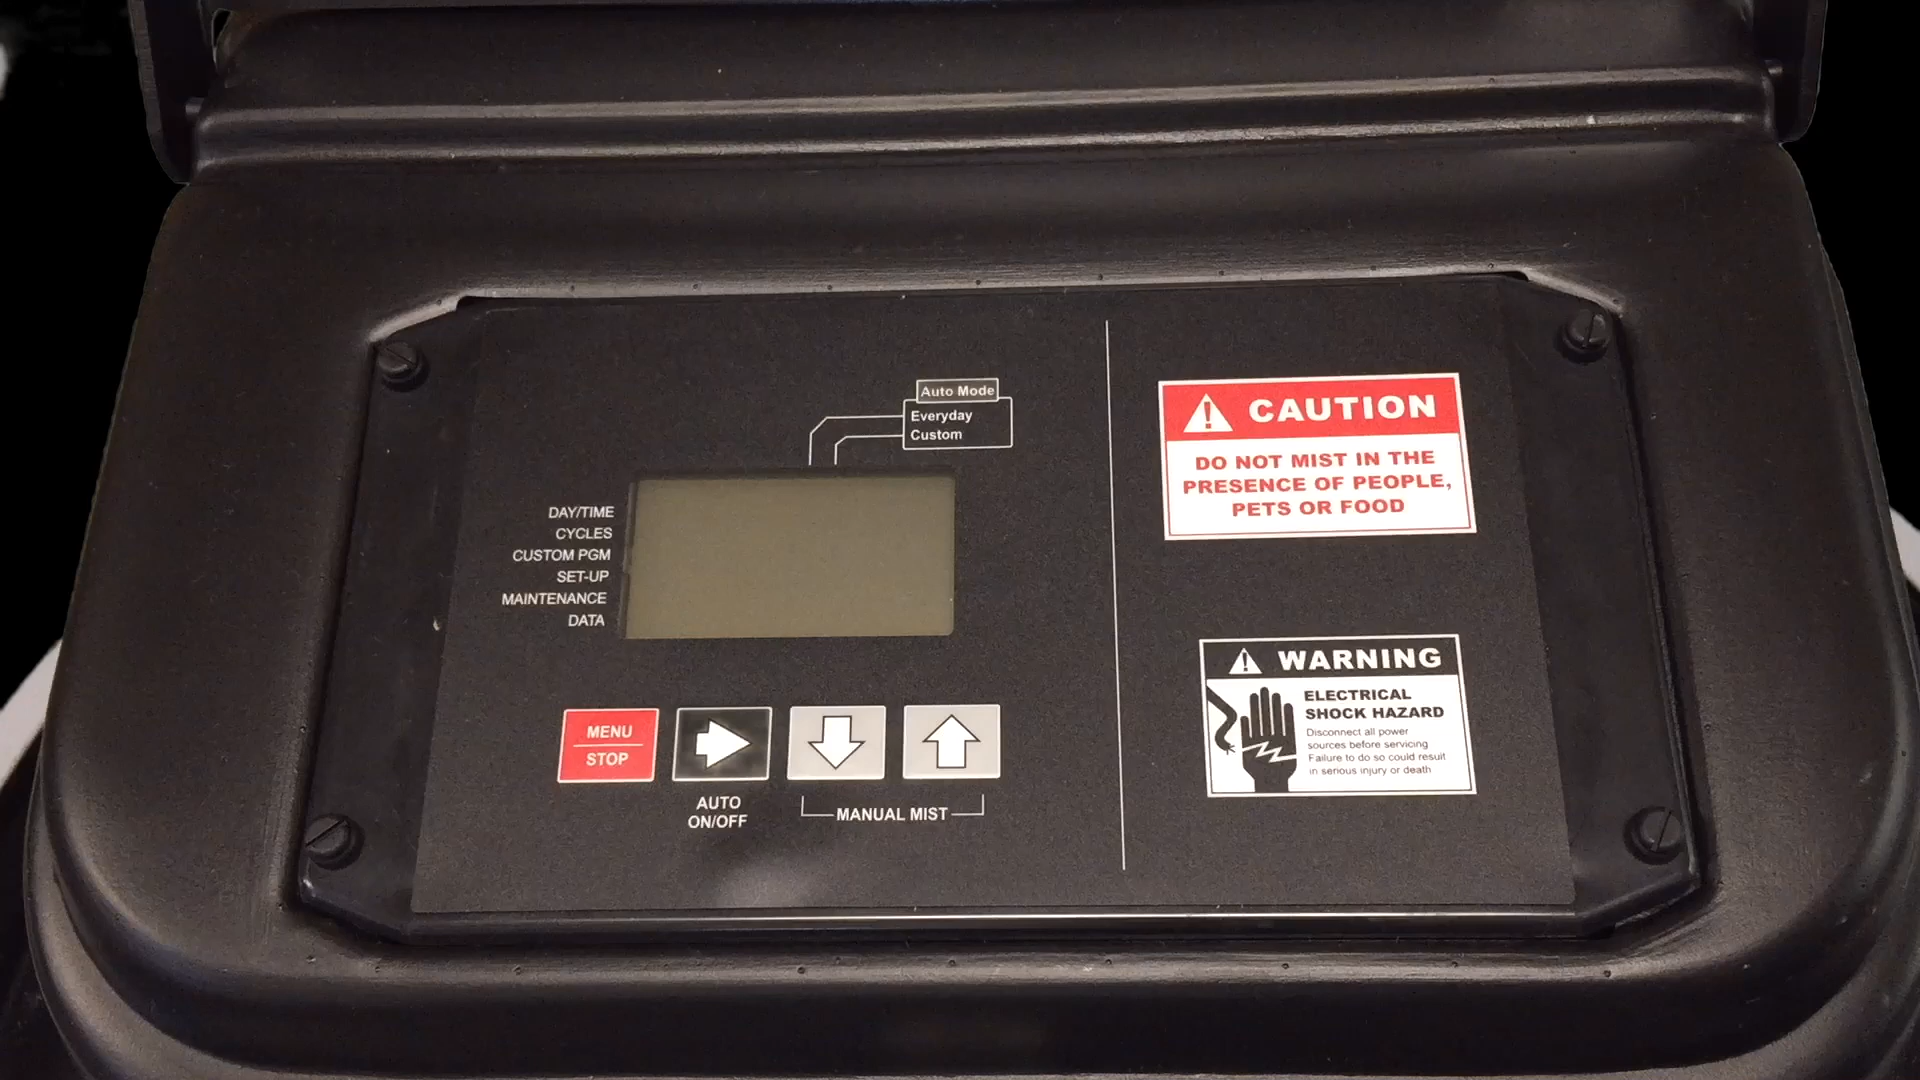 Auto Mode
Everyday
Custom
DAY/TIME
CYCLES
CUSTOM PGM
SET-UP
MAINTENANCE
DATA
MENU
STOP
AUTO
ON/OFF
MANUAL MIST
CAUTION
DO NOT MIST IN THE
PRESENCE OF PEOPLE,
PETS OR FOOD
WARNING
ELECTRICAL
SHOCK HAZARD
Disconnect all power
sources before servicing
Failure to do so could result
in serious injury or death